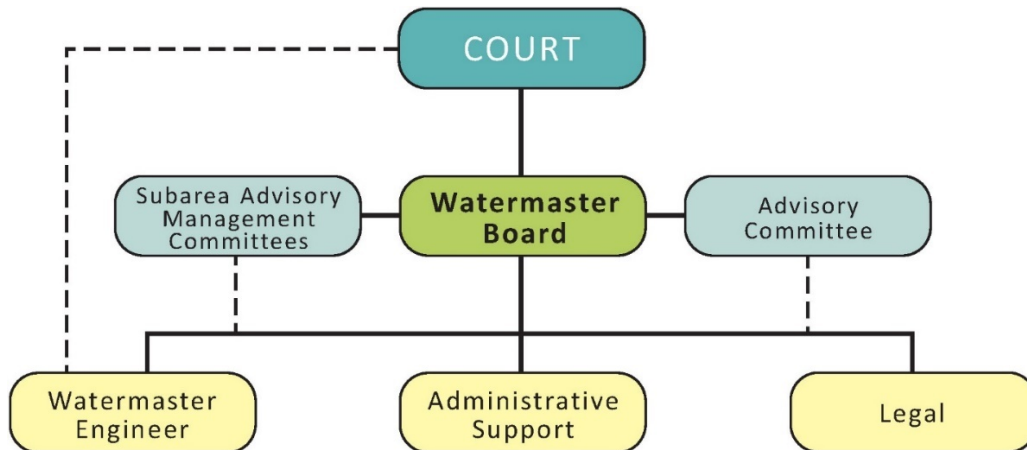 COURT
Subarea Advisory
Management
Committees
Watermaster
Board
Advisory
Committee
Watermaster
Engineer
Administrative
Support
Legal